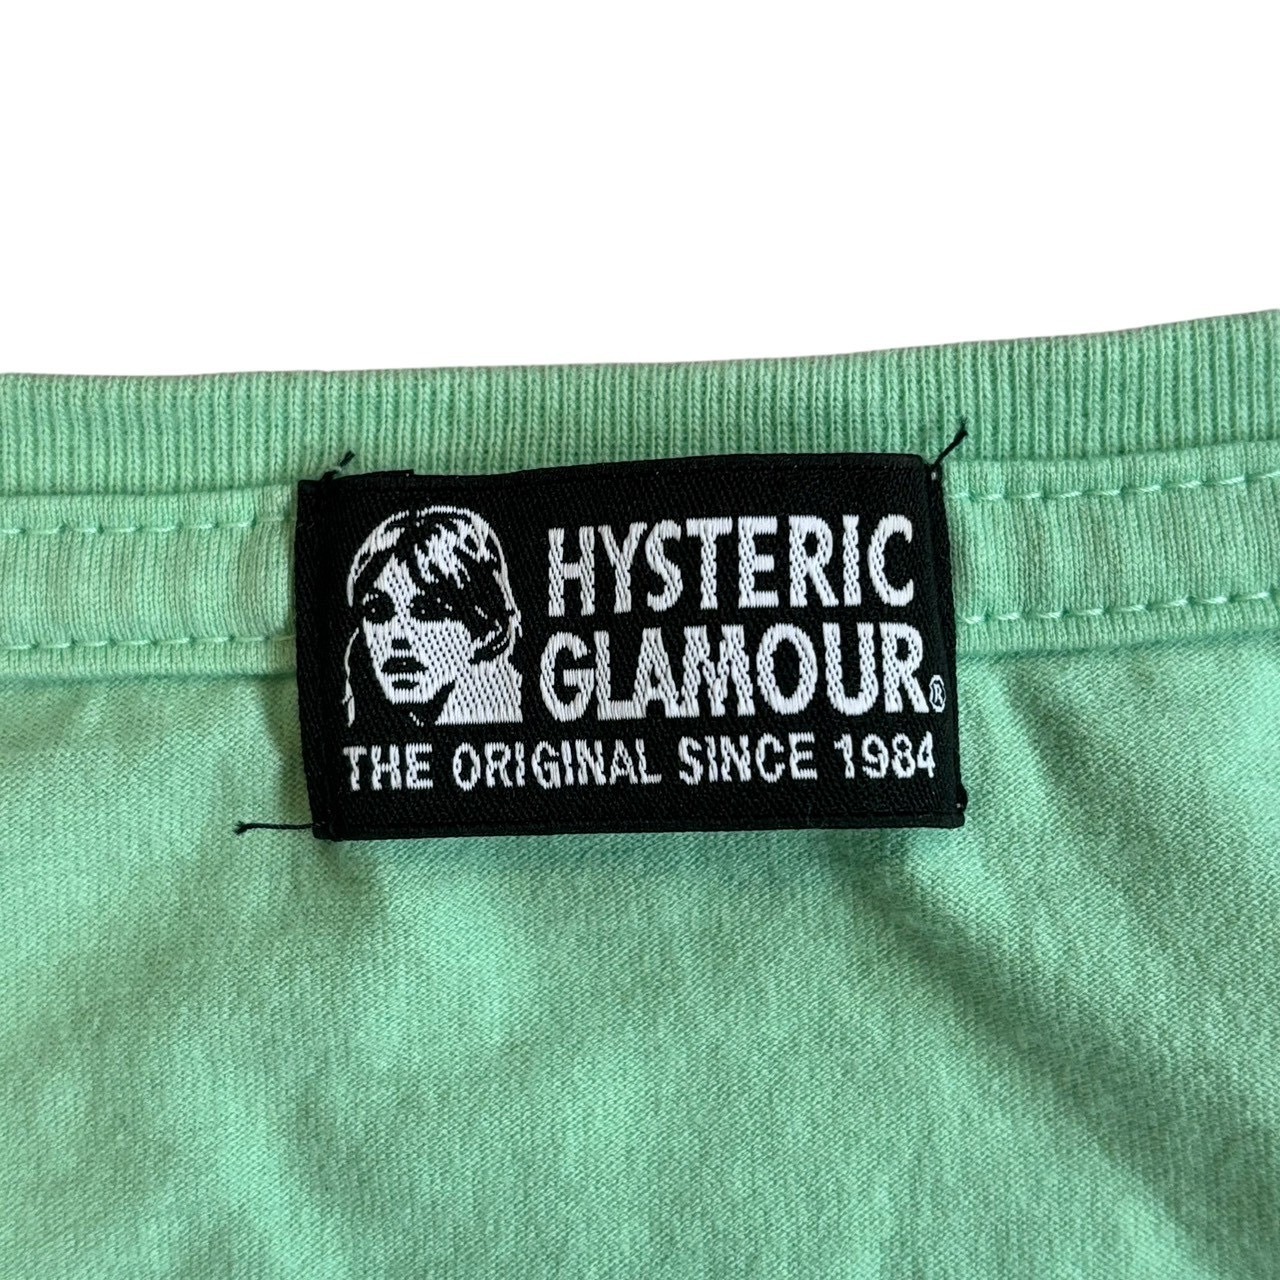 HYSTERIC
GLAMOUR®
THE ORIGINAL SINCE 1984